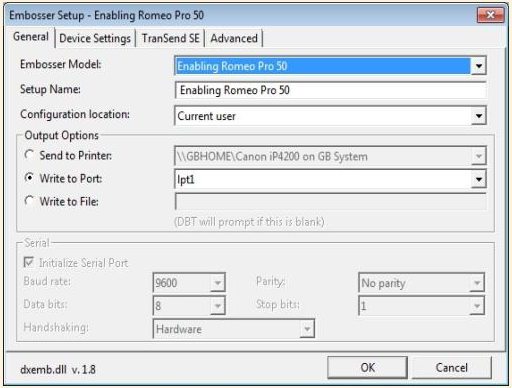 Embosser Setup - Enabling Romeo Pro 50
General Device Settings TranSend SE Advanced
Embosser Model: Enabling Romeo Pro 50
Setup Name: Enabling Romeo Pro 50
Configuration location: Current user
Output Options
Send to Printer: \\GBHOME\Canon iP4200 on GB System
Write to Port: lpt1
Write to File:
(DBT will prompt if this is blank)
Serial
Initialize Serial Port
Baud rate: 9600 Parity: No parity
Data bits: 8 Stop bits: 1
Handshaking: Hardware
dxemb.dll v. 1.8 OK Cancel